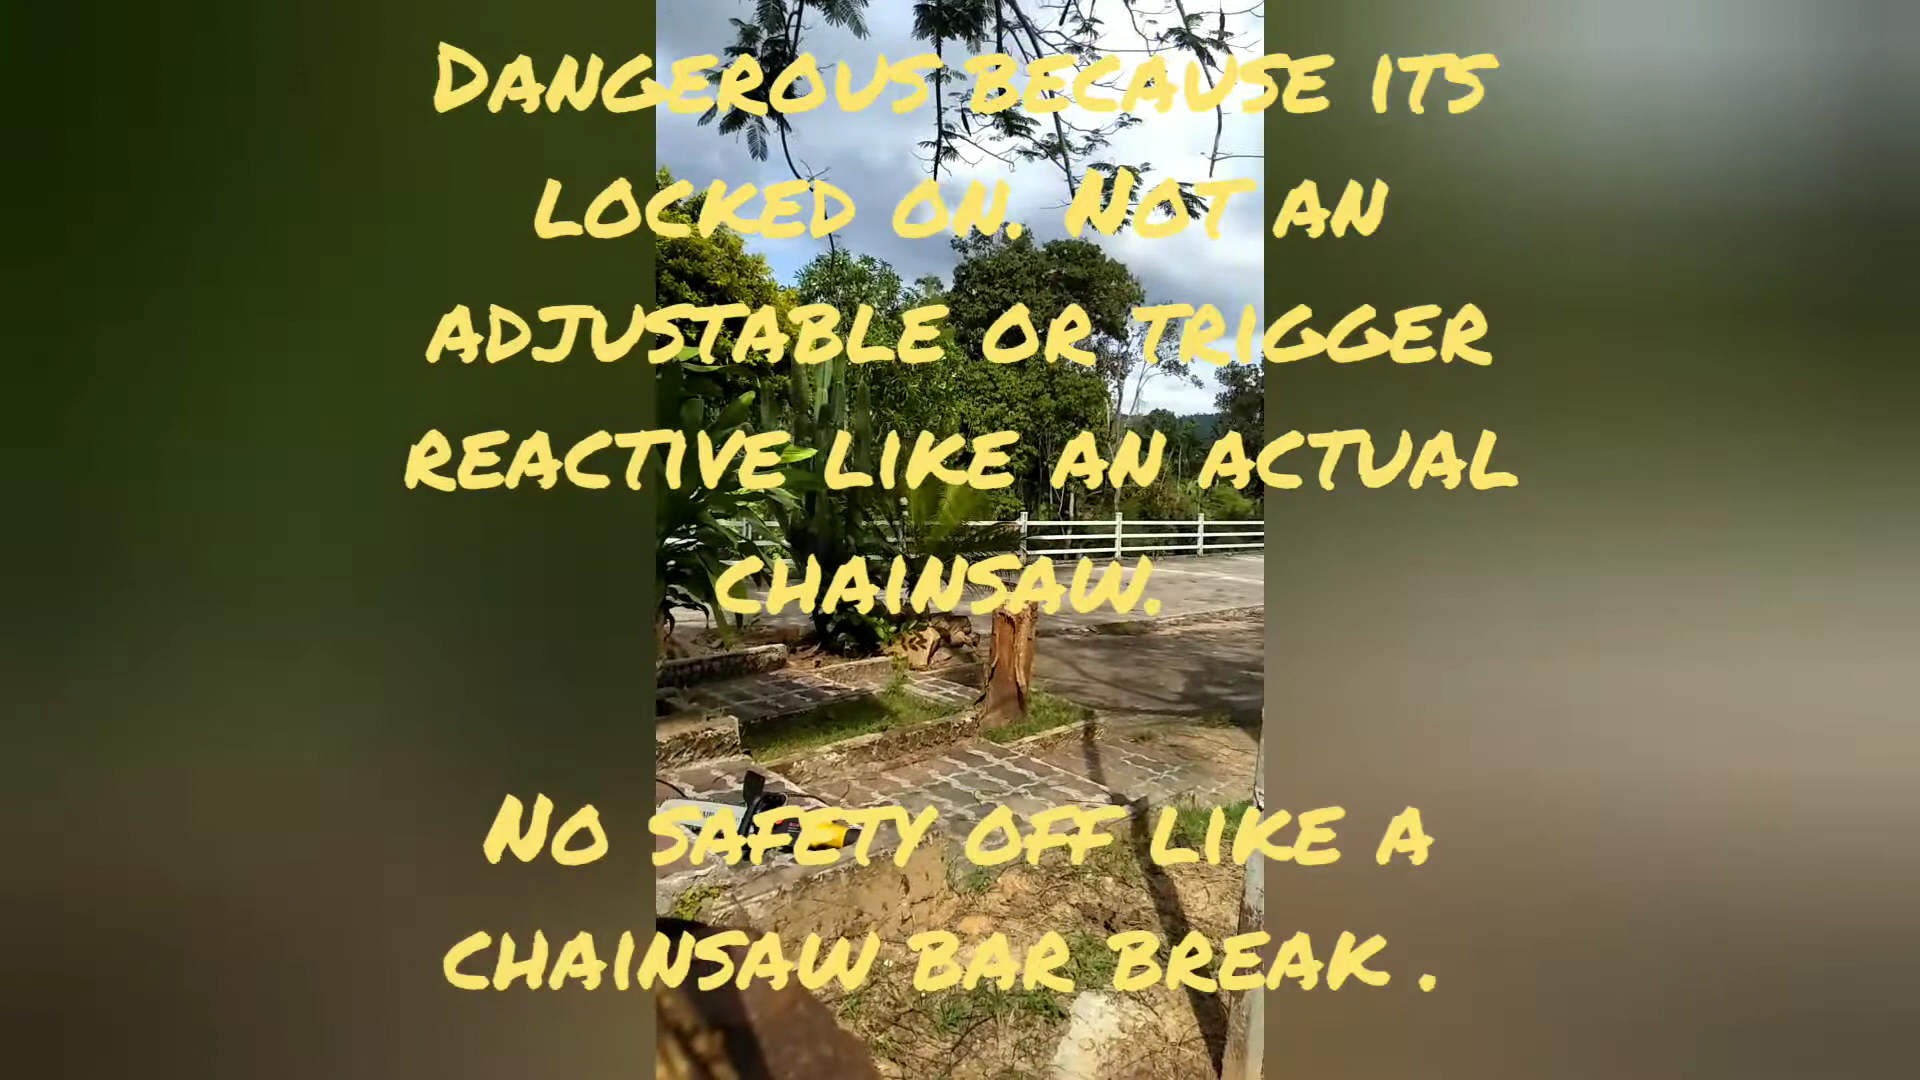 Dangerous because its
locked on. Not an
adjustable or trigger
reactive like an actual
chainsaw.
No safety off like a
chainsaw bar break .